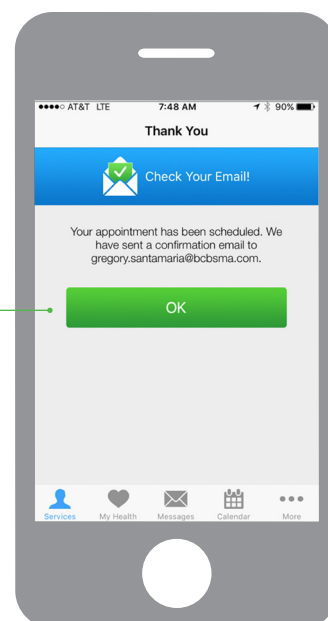 AT&T LTE 7:48 AM 90%
Thank You
Check Your Email!
Your appointment has been scheduled. We
have sent a confirmation email to
gregory.santamaria@bcbsma.com.
OK
Services My Health Messages Calendar More